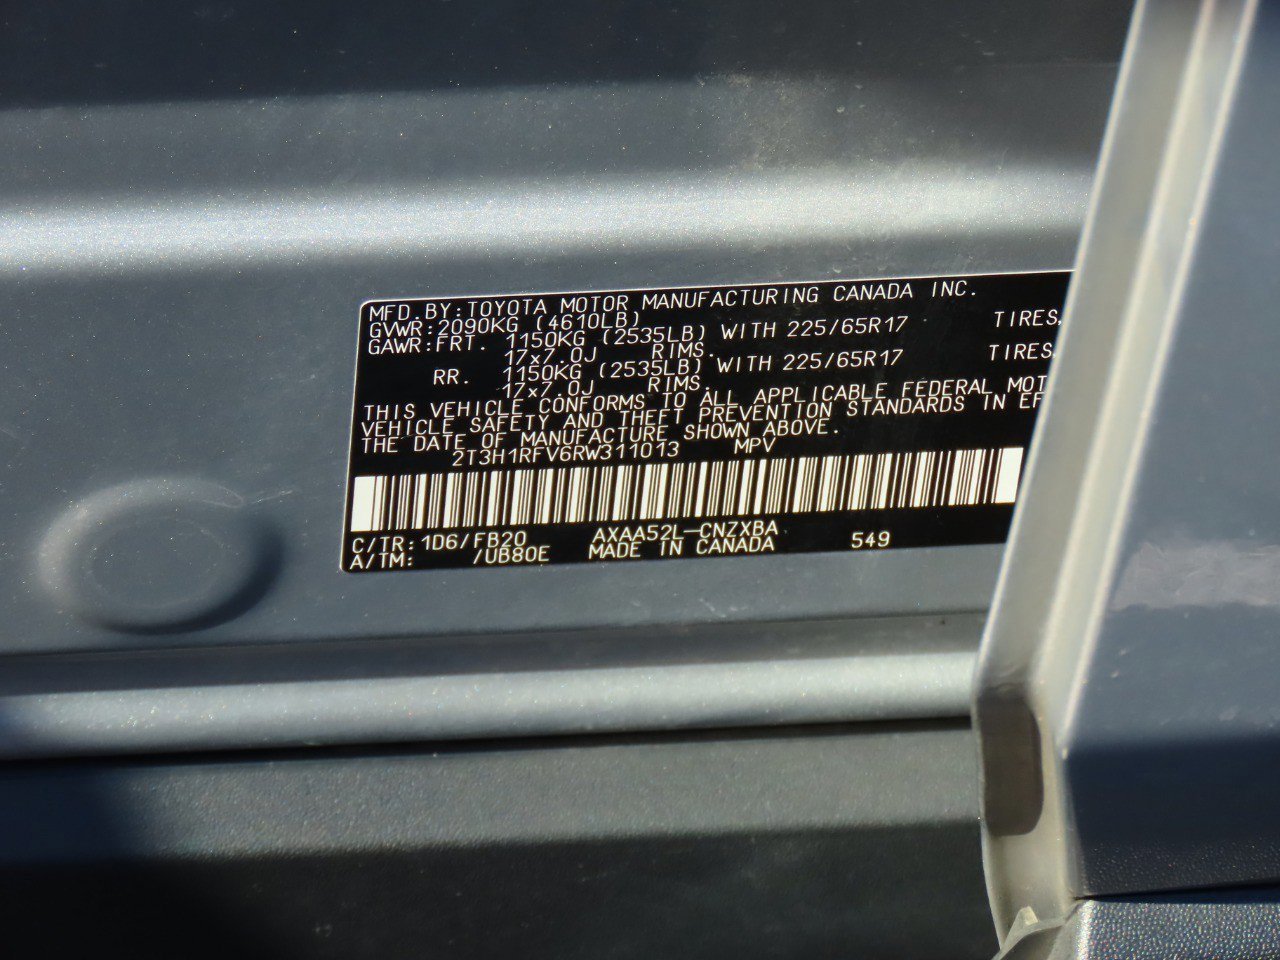 MFD.BY:TOYOTA MOTOR MANUFACTURING CANADA INC.
GVWR:2090KG (4610LB)
GAWR:FRT. 1150KG (2535LB) WITH 225/65R17 TIRES,
17x7.0J RIMS.
RR. 1150KG (2535LB) WITH 225/65R17 TIRES
17x7.0J RIMS.
THIS VEHICLE CONFORMS TO ALL APPLICABLE FEDERAL MOT
VEHICLE SAFETY AND THEFT PREVENTION STANDARDS IN EF
THE DATE OF MANUFACTURE SHOWN ABOVE.
2T3H1RFV6RW311013 MPV
C/TR: 1D6/FB20 AXAA52L-CNZXBA
A/TM: /UB80E MADE IN CANADA 549